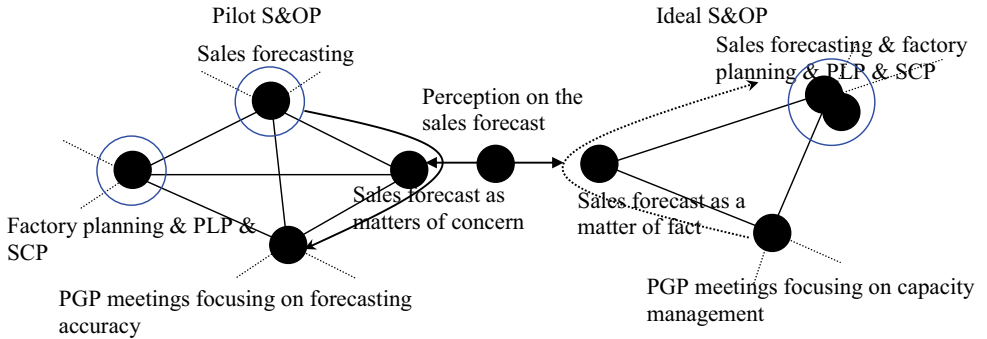 Pilot S&OP
Ideal S&OP
Sales forecasting
Sales forecasting & factory
planning & PLP & SCP
Perception on the
sales forecast
Sales forecast as
matters of concern
Sales forecast as a
matter of fact
Factory planning & PLP &
SCP
PGP meetings focusing on forecasting
accuracy
PGP meetings focusing on capacity
management